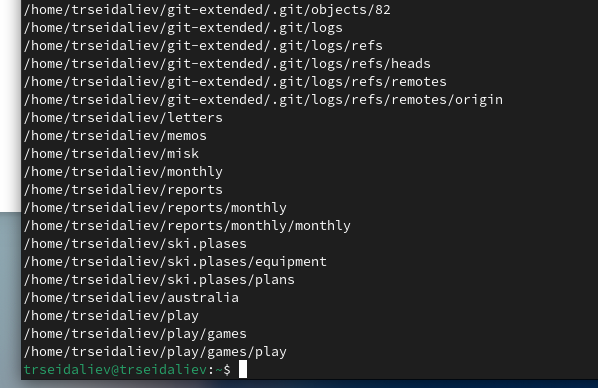 /home/trseidaliev/git-extended/.git/objects/82
/home/trseidaliev/git-extended/.git/logs
/home/trseidaliev/git-extended/.git/logs/refs
/home/trseidaliev/git-extended/.git/logs/refs/heads
/home/trseidaliev/git-extended/.git/logs/refs/remotes
/home/trseidaliev/git-extended/.git/logs/refs/remotes/origin
/home/trseidaliev/letters
/home/trseidaliev/memos
/home/trseidaliev/misk
/home/trseidaliev/monthly
/home/trseidaliev/reports
/home/trseidaliev/reports/monthly
/home/trseidaliev/reports/monthly/monthly
/home/trseidaliev/ski.plases
/home/trseidaliev/ski.plases/equipment
/home/trseidaliev/ski.plases/plans
/home/trseidaliev/australia
/home/trseidaliev/play
/home/trseidaliev/play/games
/home/trseidaliev/play/games/play
trseidaliev@trseidaliev:~$